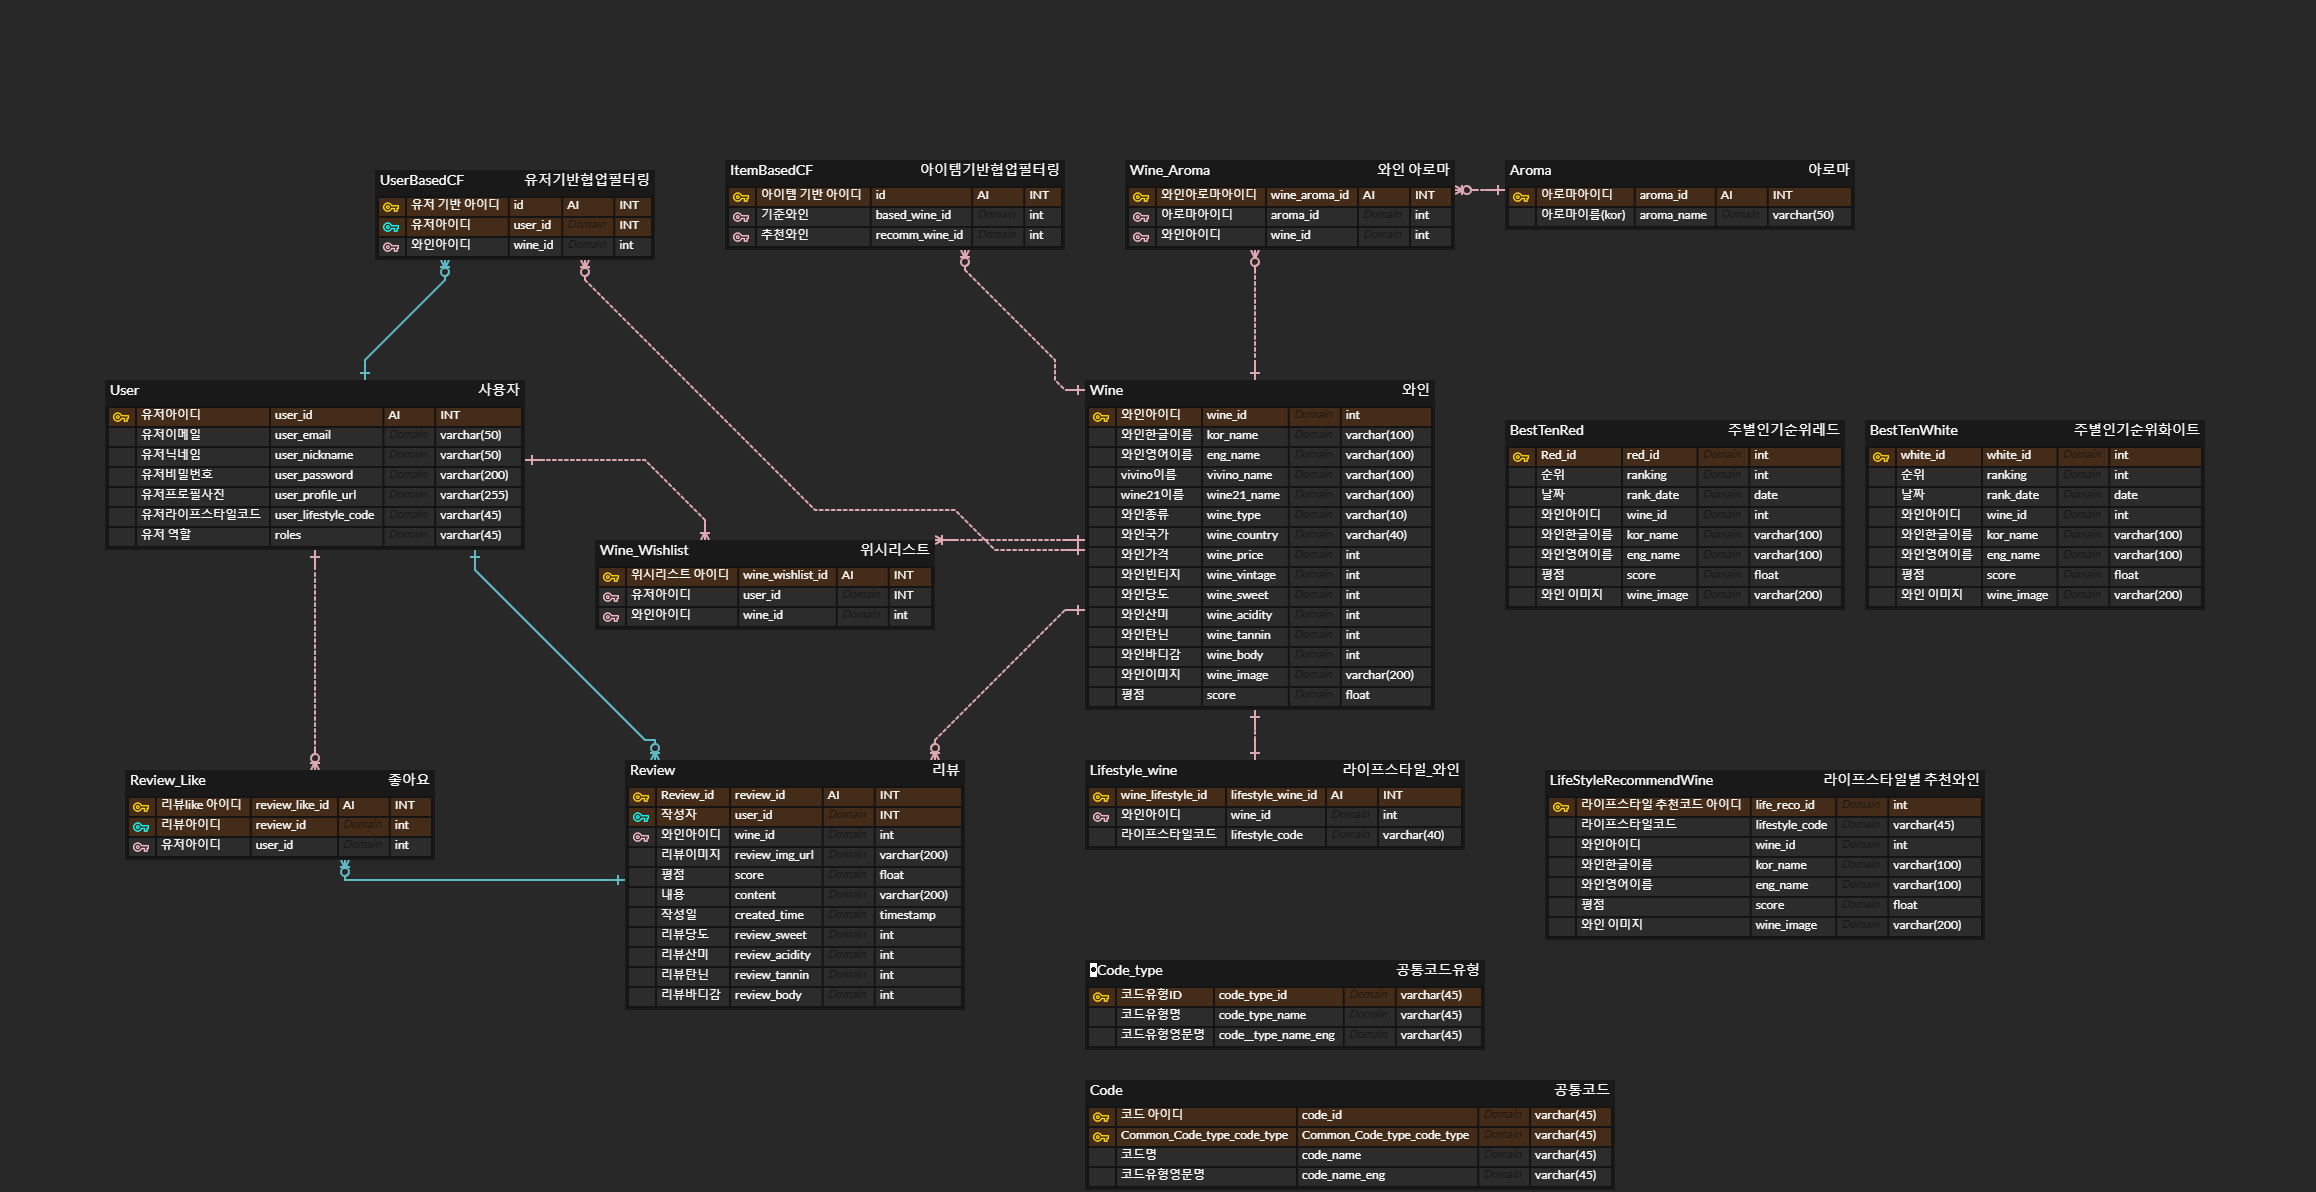 UserBasedCF 유저기반협업필터링
유저 기반 아이디 id AI INT
유저아이디 user_id Domain INT
와인아이디 wine_id Domain int
ItemBasedCF 아이템기반협업필터링
아이템 기반 아이디 id AI INT
기준와인 based_wine_id Domain int
추천와인 recomm_wine_id Domain int
Wine_Aroma 와인 아로마
와인아로마아이디 wine_aroma_id AI INT
아로마아이디 aroma_id Domain int
와인아이디 wine_id Domain int
Aroma 아로마
아로마아이디 aroma_id AI INT
아로마이름(kor) aroma_name Domain varchar(50)
User 사용자
유저아이디 user_id AI INT
유저이메일 user_email Domain varchar(50)
유저닉네임 user_nickname Domain varchar(50)
유저비밀번호 user_password Domain varchar(200)
유저프로필사진 user_profile_url Domain varchar(255)
유저라이프스타일코드 user_lifestyle_code Domain varchar(45)
유저 역할 roles Domain varchar(45)
Wine_Wishlist 위시리스트
위시리스트 아이디 wine_wishlist_id AI INT
유저아이디 user_id Domain INT
와인아이디 wine_id Domain int
Wine 와인
와인아이디 wine_id Domain int
와인한글이름 kor_name Domain varchar(100)
와인영어이름 eng_name Domain varchar(100)
vivino이름 vivino_name Domain varchar(100)
wine21이름 wine21_name Domain varchar(100)
와인종류 wine_type Domain varchar(10)
와인국가 wine_country Domain varchar(40)
와인가격 wine_price Domain int
와인빈티지 wine_vintage Domain int
와인당도 wine_sweet Domain int
와인산미 wine_acidity Domain int
와인탄닌 wine_tannin Domain int
와인바디감 wine_body Domain int
와인이미지 wine_image Domain varchar(200)
평점 score Domain float
BestTenRed 주별인기순위레드
Red_id red_id Domain int
순위 ranking Domain int
날짜 rank_date Domain date
와인아이디 wine_id Domain int
와인한글이름 kor_name Domain varchar(100)
와인영어이름 eng_name Domain varchar(100)
평점 score Domain float
와인 이미지 wine_image Domain varchar(200)
BestTenWhite 주별인기순위화이트
white_id white_id Domain int
순위 ranking Domain int
날짜 rank_date Domain date
와인아이디 wine_id Domain int
와인한글이름 kor_name Domain varchar(100)
와인영어이름 eng_name Domain varchar(100)
평점 score Domain float
와인 이미지 wine_image Domain varchar(200)
Review_Like 좋아요
리뷰like 아이디 review_like_id AI INT
리뷰아이디 review_id Domain int
유저아이디 user_id Domain int
Review 리뷰
Review_id review_id AI INT
작성자 user_id Domain INT
와인아이디 wine_id Domain int
리뷰이미지 review_img_url Domain varchar(200)
평점 score Domain float
내용 content Domain varchar(200)
작성일 created_time Domain timestamp
리뷰당도 review_sweet Domain int
리뷰산미 review_acidity Domain int
리뷰탄닌 review_tannin Domain int
리뷰바디감 review_body Domain int
Lifestyle_wine 라이프스타일_와인
wine_lifestyle_id lifestyle_wine_id AI INT
와인아이디 wine_id Domain int
라이프스타일코드 lifestyle_code Domain varchar(40)
LifeStyleRecommendWine 라이프스타일별 추천와인
라이프스타일 추천코드 아이디 life_reco_id Domain int
라이프스타일코드 lifestyle_code Domain varchar(45)
와인아이디 wine_id Domain int
와인한글이름 kor_name Domain varchar(100)
와인영어이름 eng_name Domain varchar(100)
평점 score Domain float
와인 이미지 wine_image Domain varchar(200)
Code_type 공통코드유형
코드유형ID code_type_id Domain varchar(45)
코드유형명 code_type_name Domain varchar(45)
코드유형영문명 code__type_name_eng Domain varchar(45)
Code 공통코드
코드 아이디 code_id Domain varchar(45)
Common_Code_type_code_type Common_Code_type_code_type Domain varchar(45)
코드명 code_name Domain varchar(45)
코드유형영문명 code_name_eng Domain varchar(45)